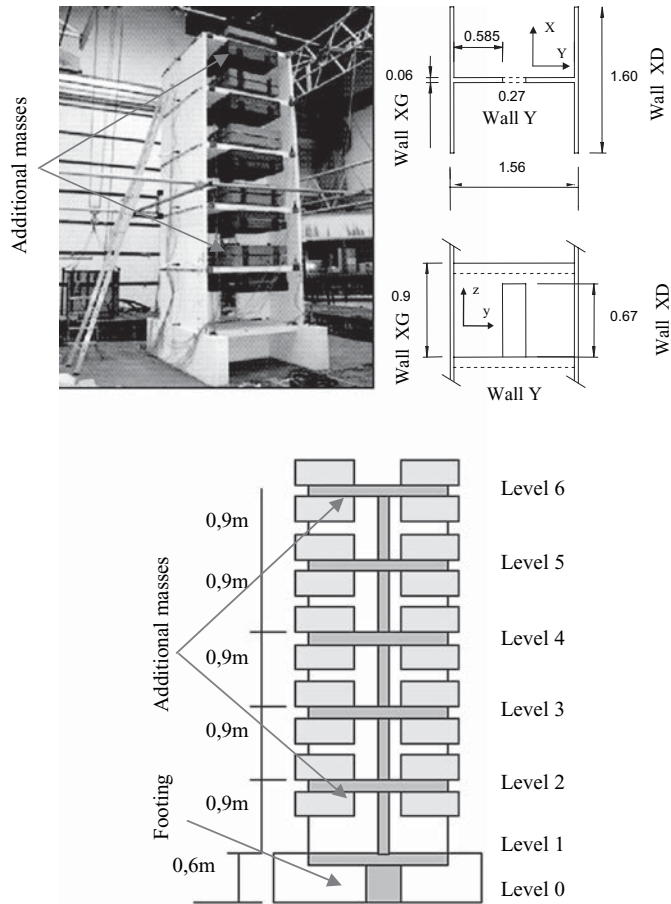 Additional masses
0.585
X
Y
0.06
0.27
Wall Y
Wall XG
1.60
Wall XD
1.56
0.9
z
y
0.67
Wall XG
Wall XD
Wall Y
Level 6
0,9m
Level 5
0,9m
Additional masses
Level 4
0,9m
Level 3
0,9m
Level 2
0,9m
Footing
Level 1
0,6m
Level 0